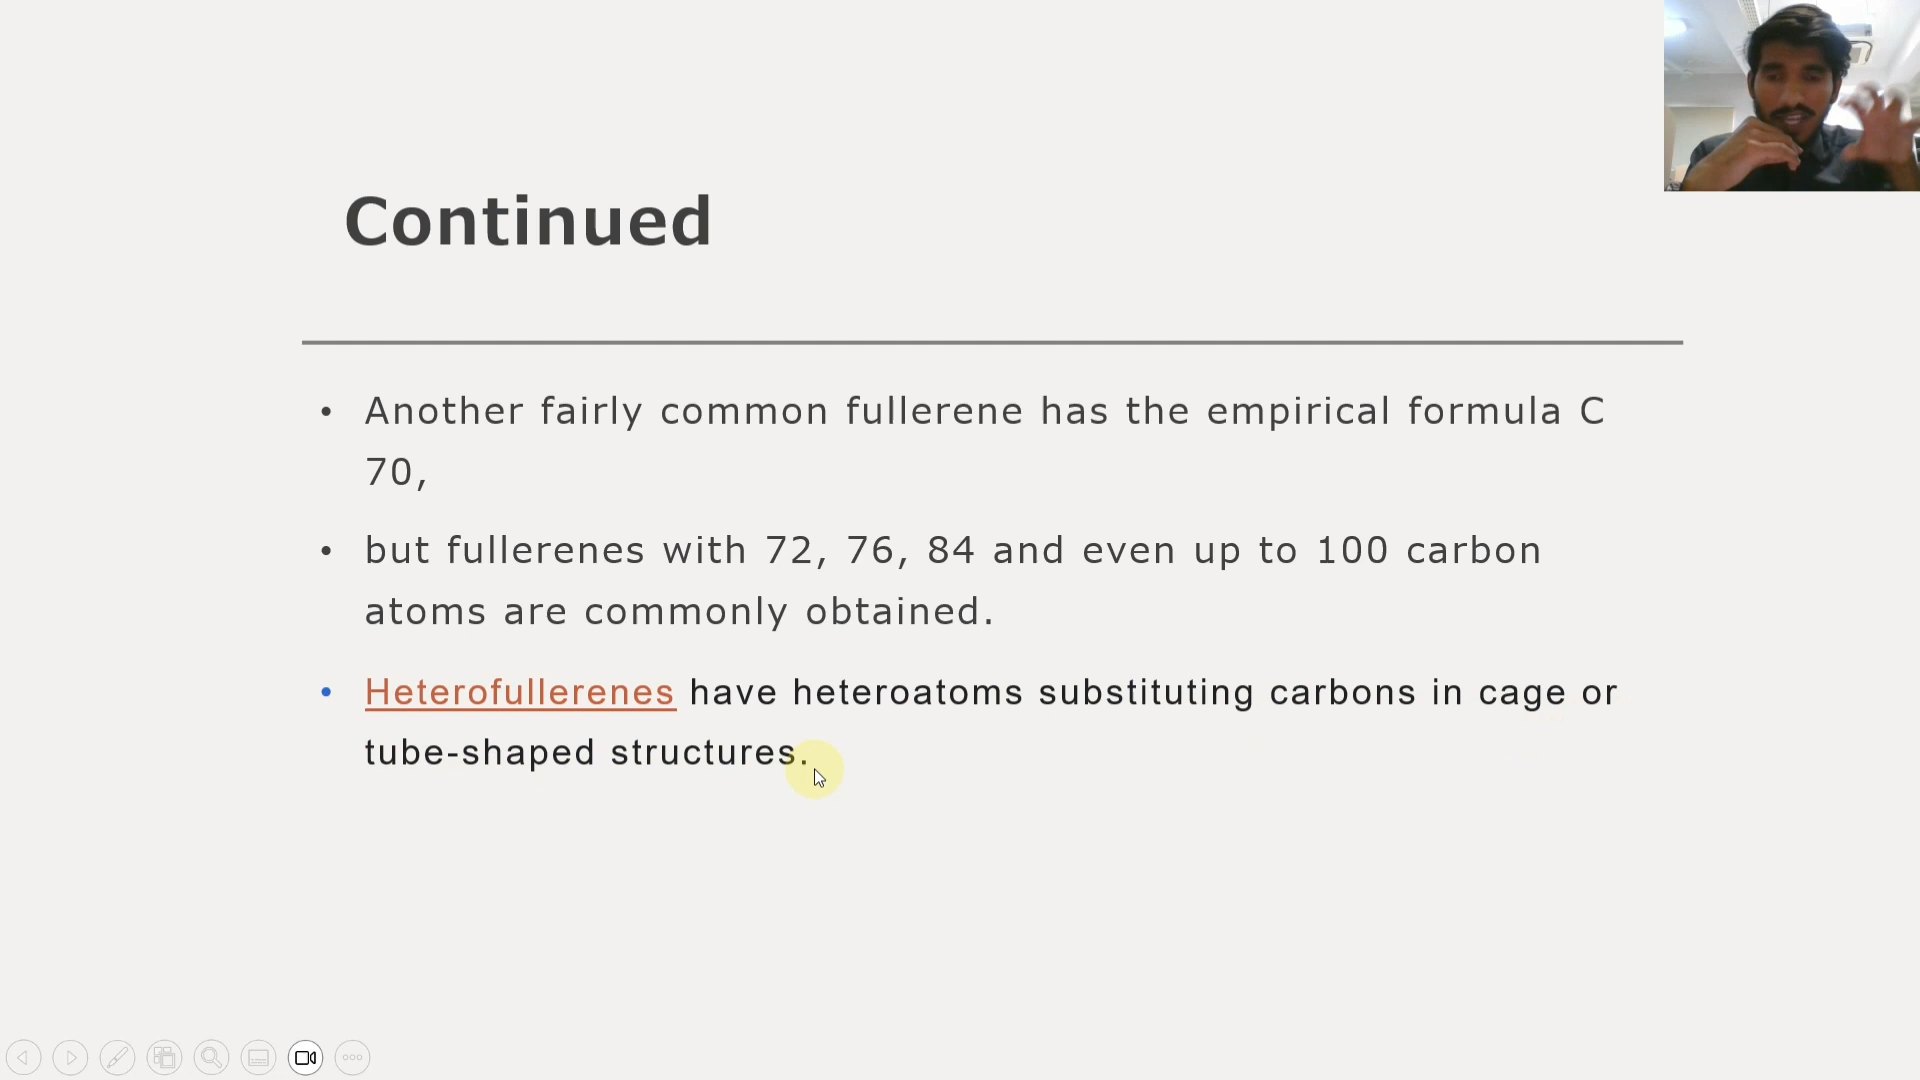 Continued
• Another fairly common fullerene has the empirical formula C
70,
• but fullerenes with 72, 76, 84 and even up to 100 carbon
atoms are commonly obtained.
• Heterofullerenes have heteroatoms substituting carbons in cage or
tube-shaped structures.